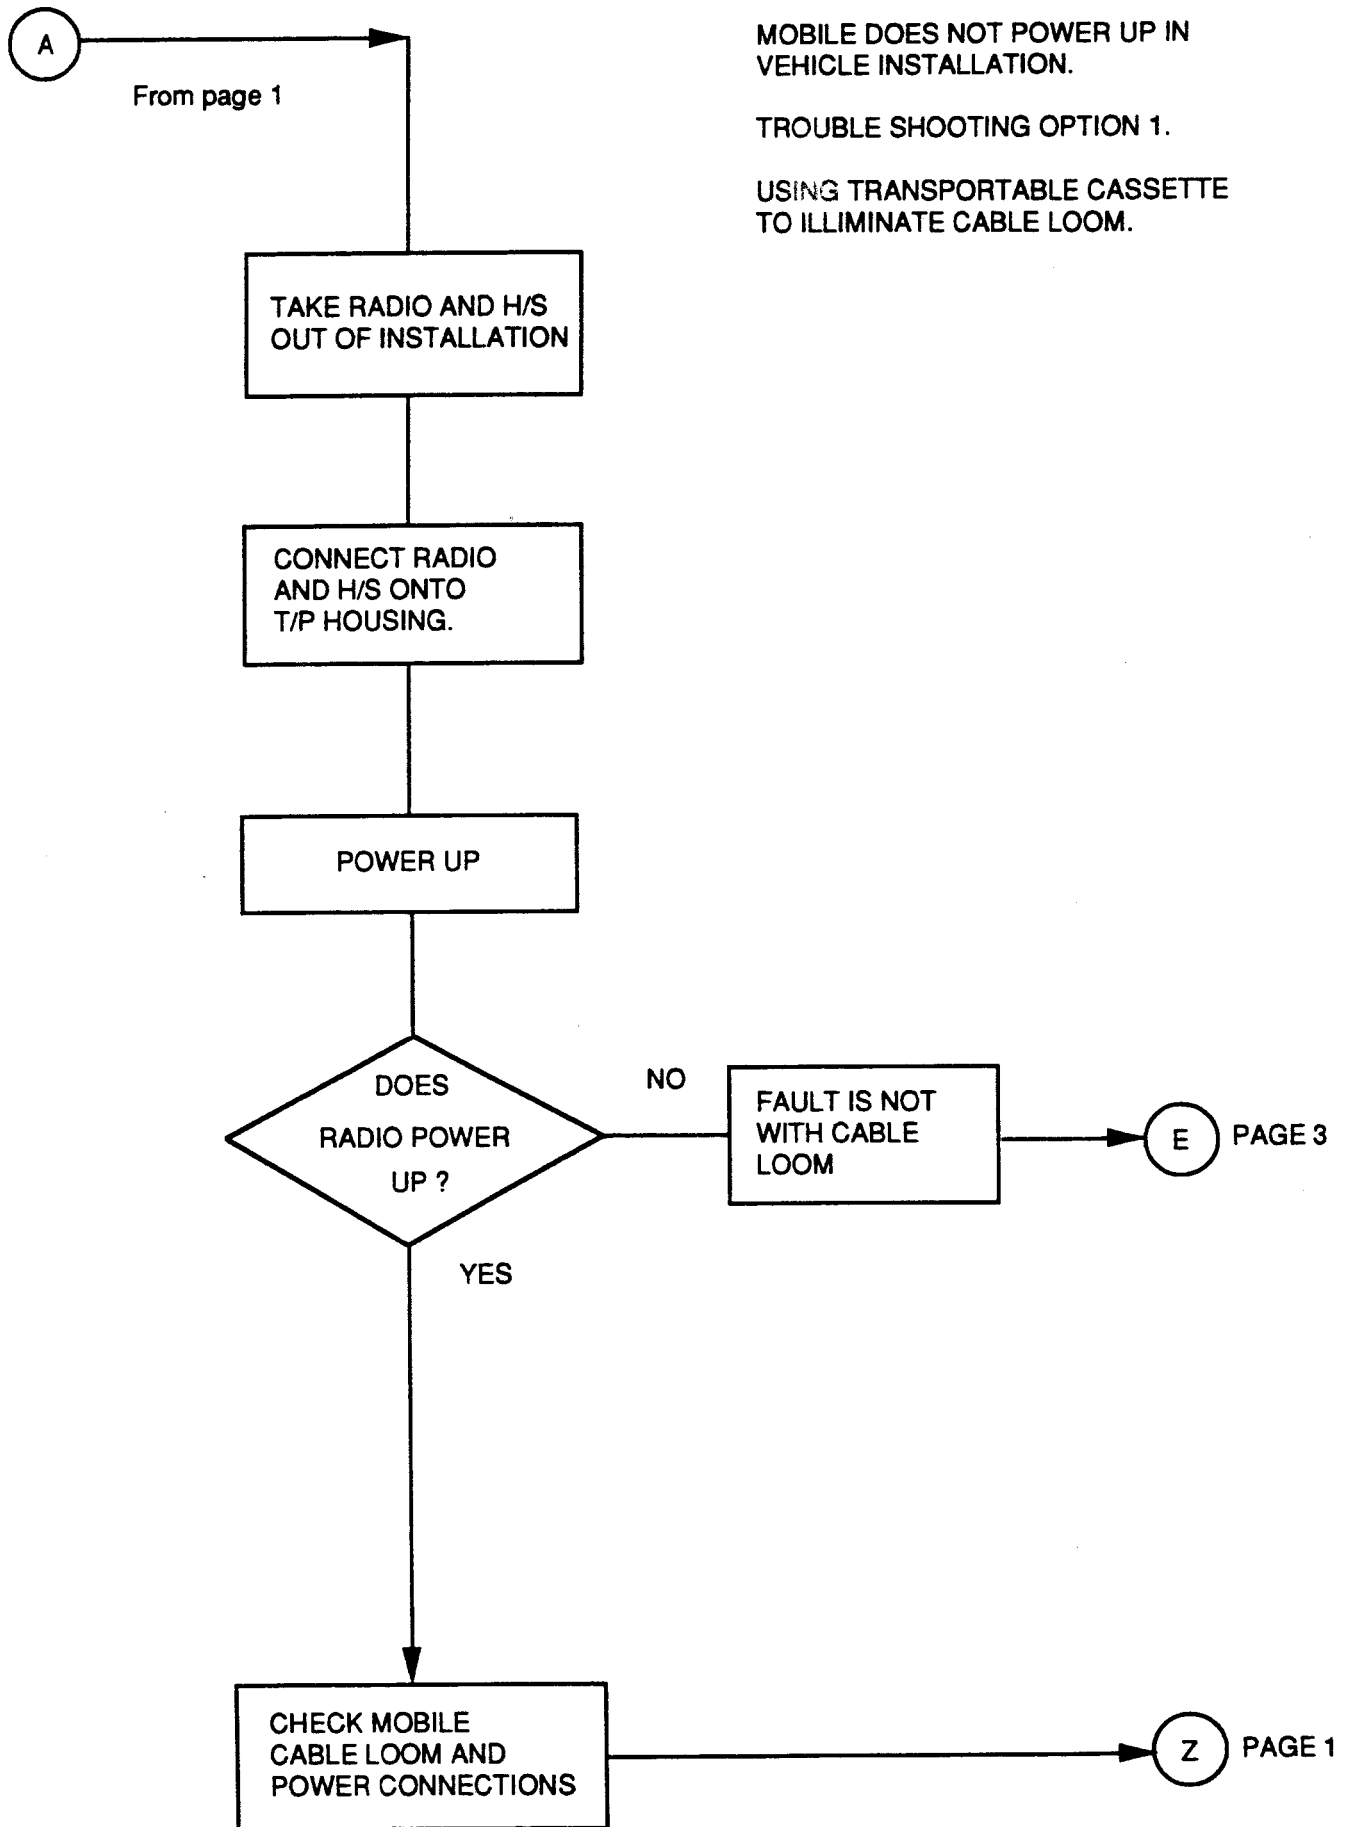 A
From page 1
MOBILE DOES NOT POWER UP IN
VEHICLE INSTALLATION.
TROUBLE SHOOTING OPTION 1.
USING TRANSPORTABLE CASSETTE
TO ILLIMINATE CABLE LOOM.
TAKE RADIO AND H/S
OUT OF INSTALLATION
CONNECT RADIO
AND H/S ONTO
T/P HOUSING.
POWER UP
DOES
RADIO POWER
UP ?
NO
FAULT IS NOT
WITH CABLE
LOOM
E
PAGE 3
YES
CHECK MOBILE
CABLE LOOM AND
POWER CONNECTIONS
Z
PAGE 1